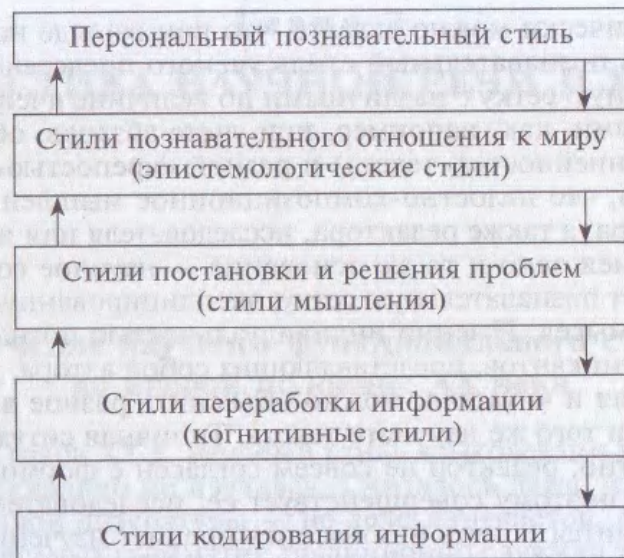 Персональный познавательный стиль
Стили познавательного отношения к миру
(эпистемологические стили)
Стили постановки и решения проблем
(стили мышления)
Стили переработки информации
(когнитивные стили)
Стили кодирования информации